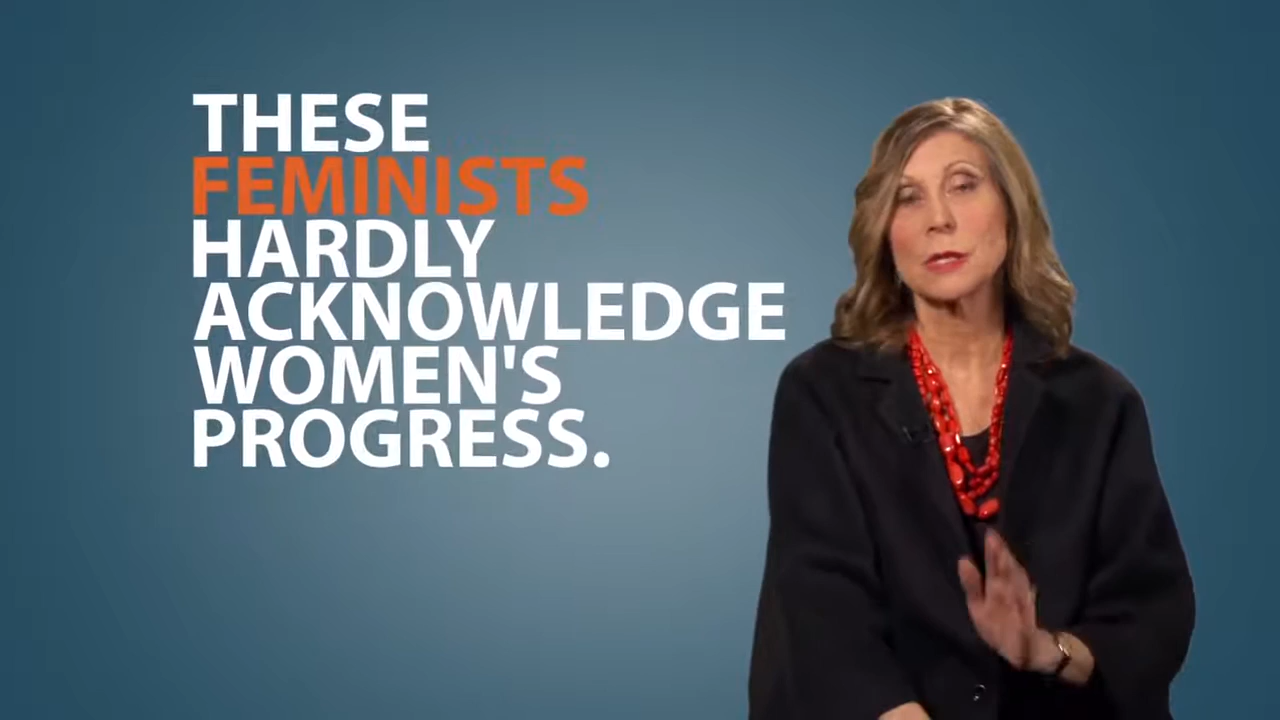 THESE
FEMINISTS
HARDLY
ACKNOWLEDGE
WOMEN'S
PROGRESS.